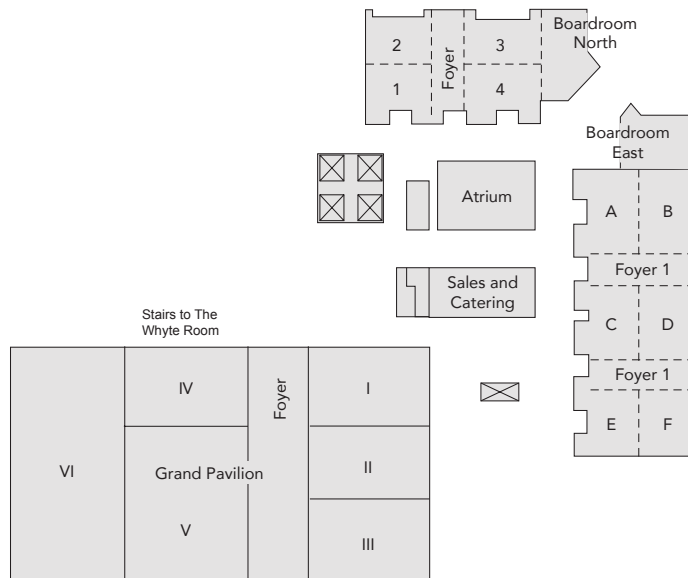 Boardroom
North
2
3
Foyer
1
4
Boardroom
East
Atrium
A
B
Foyer 1
Sales and
Catering
C
D
Stairs to The
Whyte Room
Foyer 1
IV
Foyer
I
E
F
VI
Grand Pavilion
II
V
III